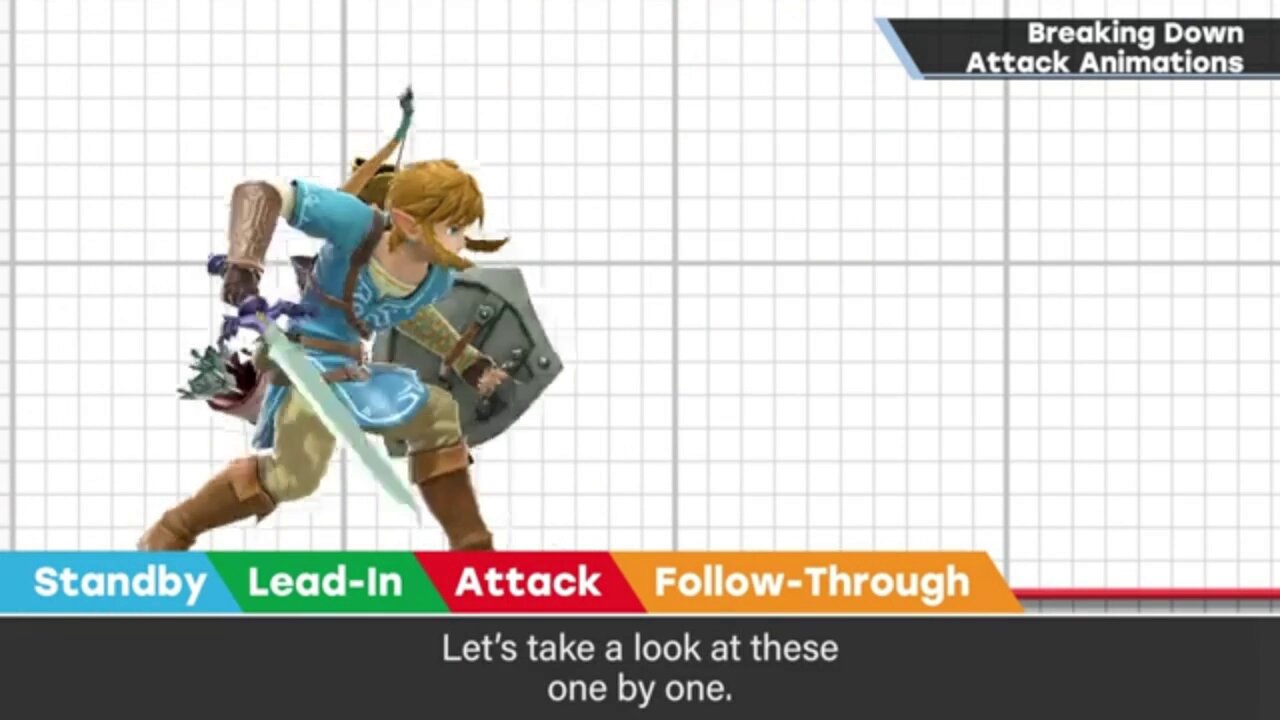 Breaking Down
Attack Animations
Standby
Lead-In
Attack
Follow-Through
Let's take a look at these
one by one.